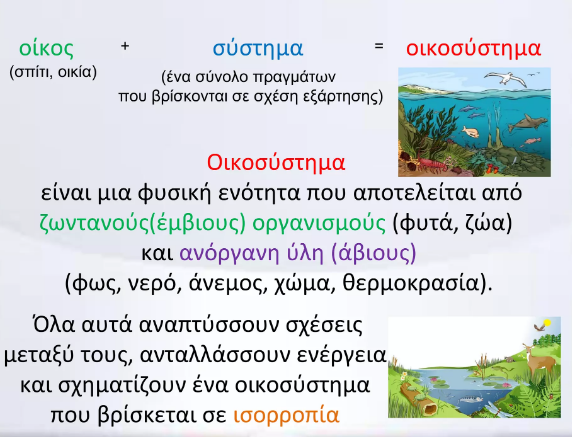 οίκος + σύστημα = οικοσύστημα
(σπίτι, οικία) (ένα σύνολο πραγμάτων
που βρίσκονται σε σχέση εξάρτησης)
Οικοσύστημα
είναι μια φυσική ενότητα που αποτελείται από
ζωντανούς(έμβιους) οργανισμούς (φυτά, ζώα)
και ανόργανη ύλη (άβιους)
(φως, νερό, άνεμος, χώμα, θερμοκρασία).
Όλα αυτά αναπτύσσουν σχέσεις
μεταξύ τους, ανταλλάσσουν ενέργεια
και σχηματίζουν ένα οικοσύστημα
που βρίσκεται σε ισορροπία